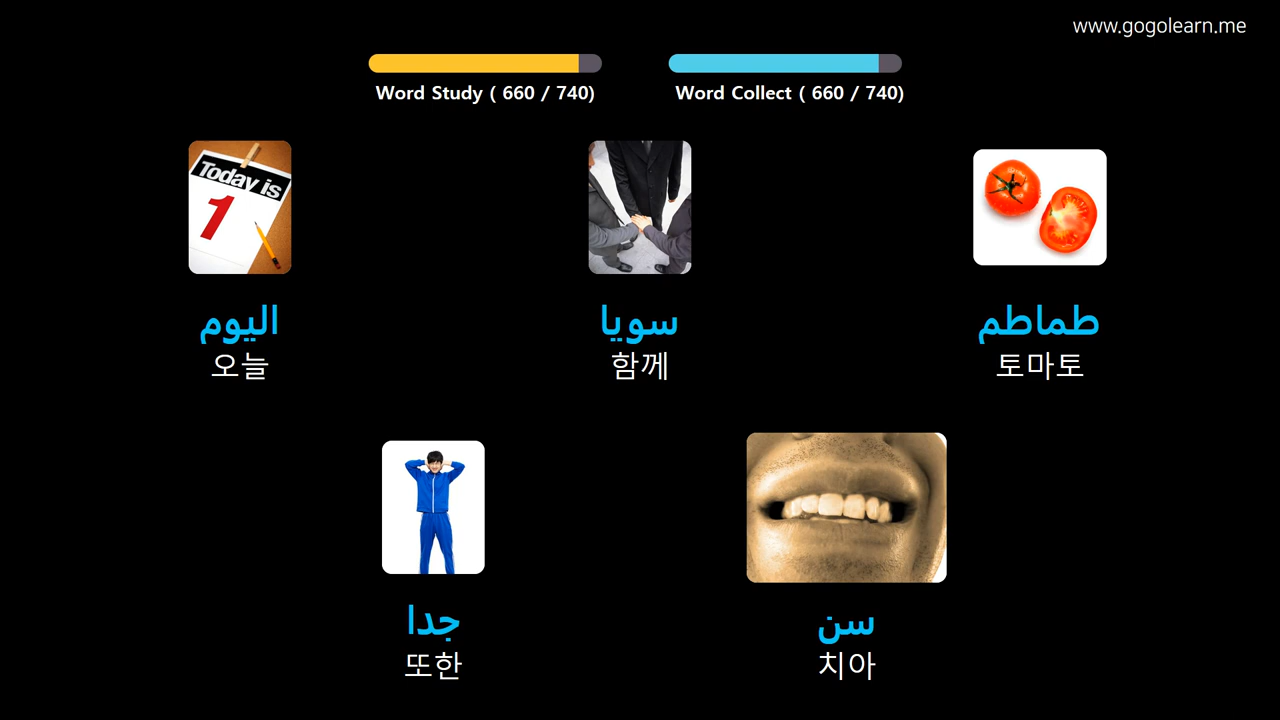 www.gogolearn.me
Word Study ( 660 / 740)
Word Collect ( 660 / 740)
Today is
1
اليوم
오늘
سويا
함께
طماطم
토마토
جدا
또한
سن
치아